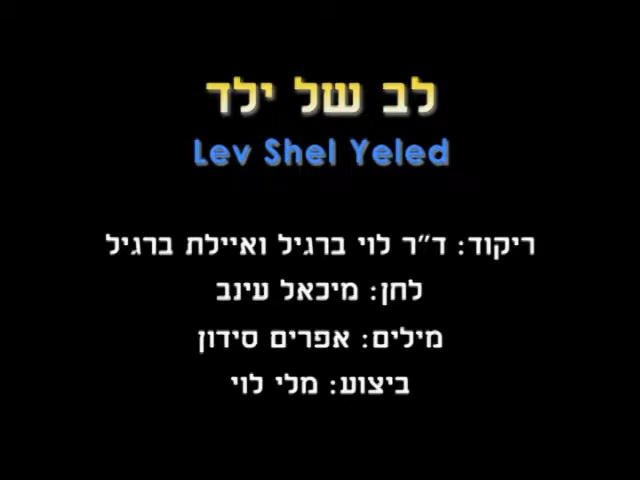 לב של ילד
Lev Shel Yeled
ריקוד: ד"ר לוי ברגיל ואיילת ברגיל
לחן: מיכאל עינב
מילים: אפרים סידון
ביצוע: מלי לוי